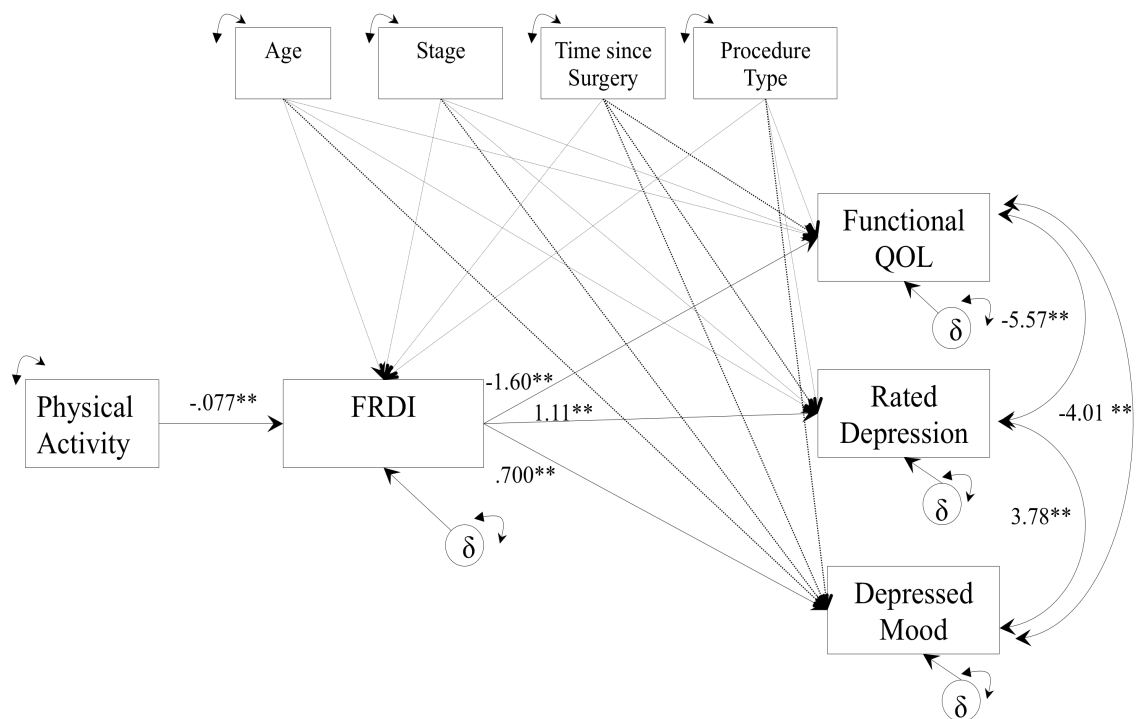 Age
Stage
Time since
Surgery
Procedure
Type
Functional
QOL
δ
-5.57**
Physical
Activity
-.077**
FRDI
-1.60**
1.11**
.700**
δ
Rated
Depression
δ
-4.01 **
3.78**
Depressed
Mood
δ